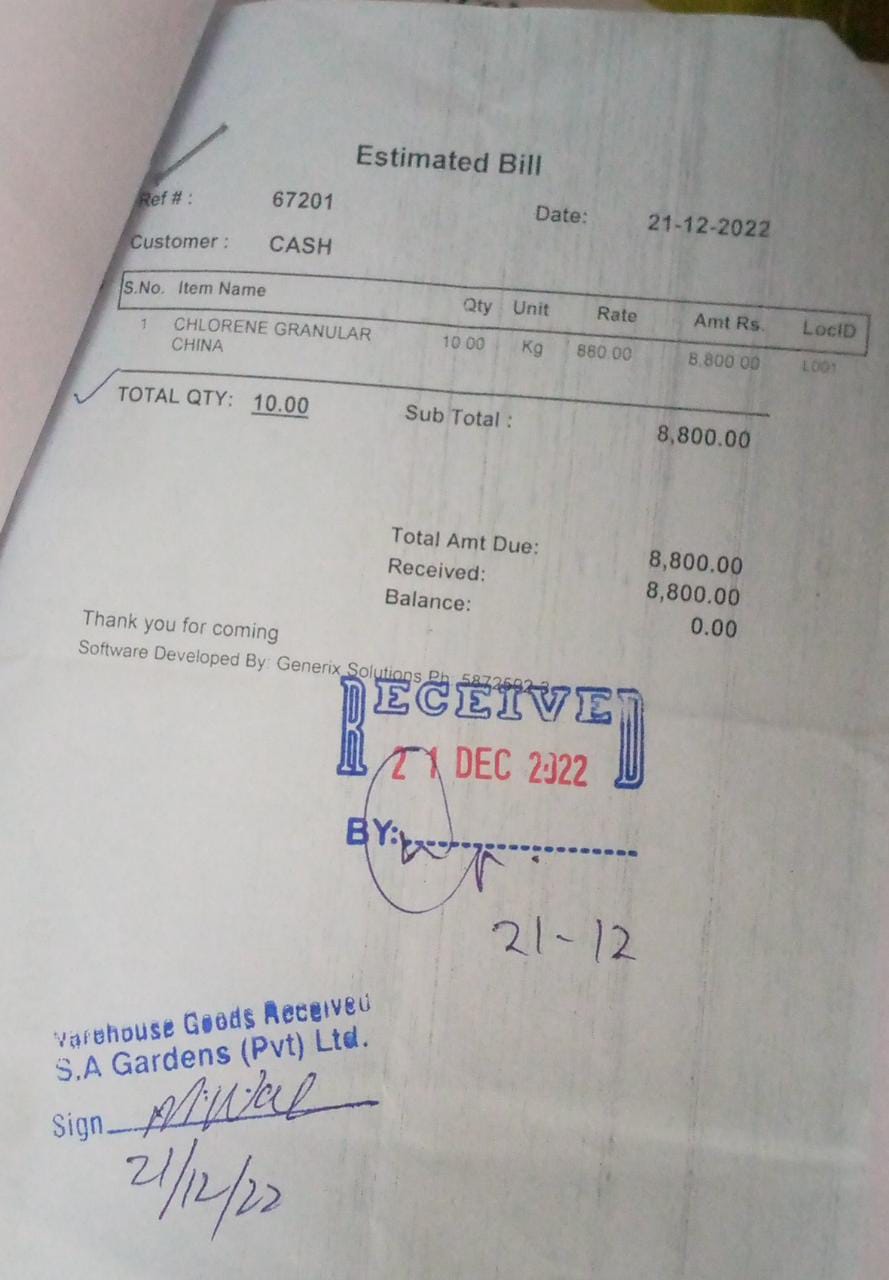 Estimated Bill
Ref # : 67201 Date: 21-12-2022
Customer : CASH
S.No. Item Name Qty Unit Rate Amt Rs. LocID
1 CHLORENE GRANULAR 10.00 Kg 880.00 8,800.00 L001
CHINA
TOTAL QTY: 10.00 Sub Total : 8,800.00
Total Amt Due: 8,800.00
Received: 8,800.00
Balance: 0.00
Thank you for coming
Software Developed By: Generix Solutions Ph: 5872592-3
RECEIVED
21 DEC 2022
BY:
21-12
Warehouse Goods Received
S.A Gardens (Pvt) Ltd.
Sign
21/12/22